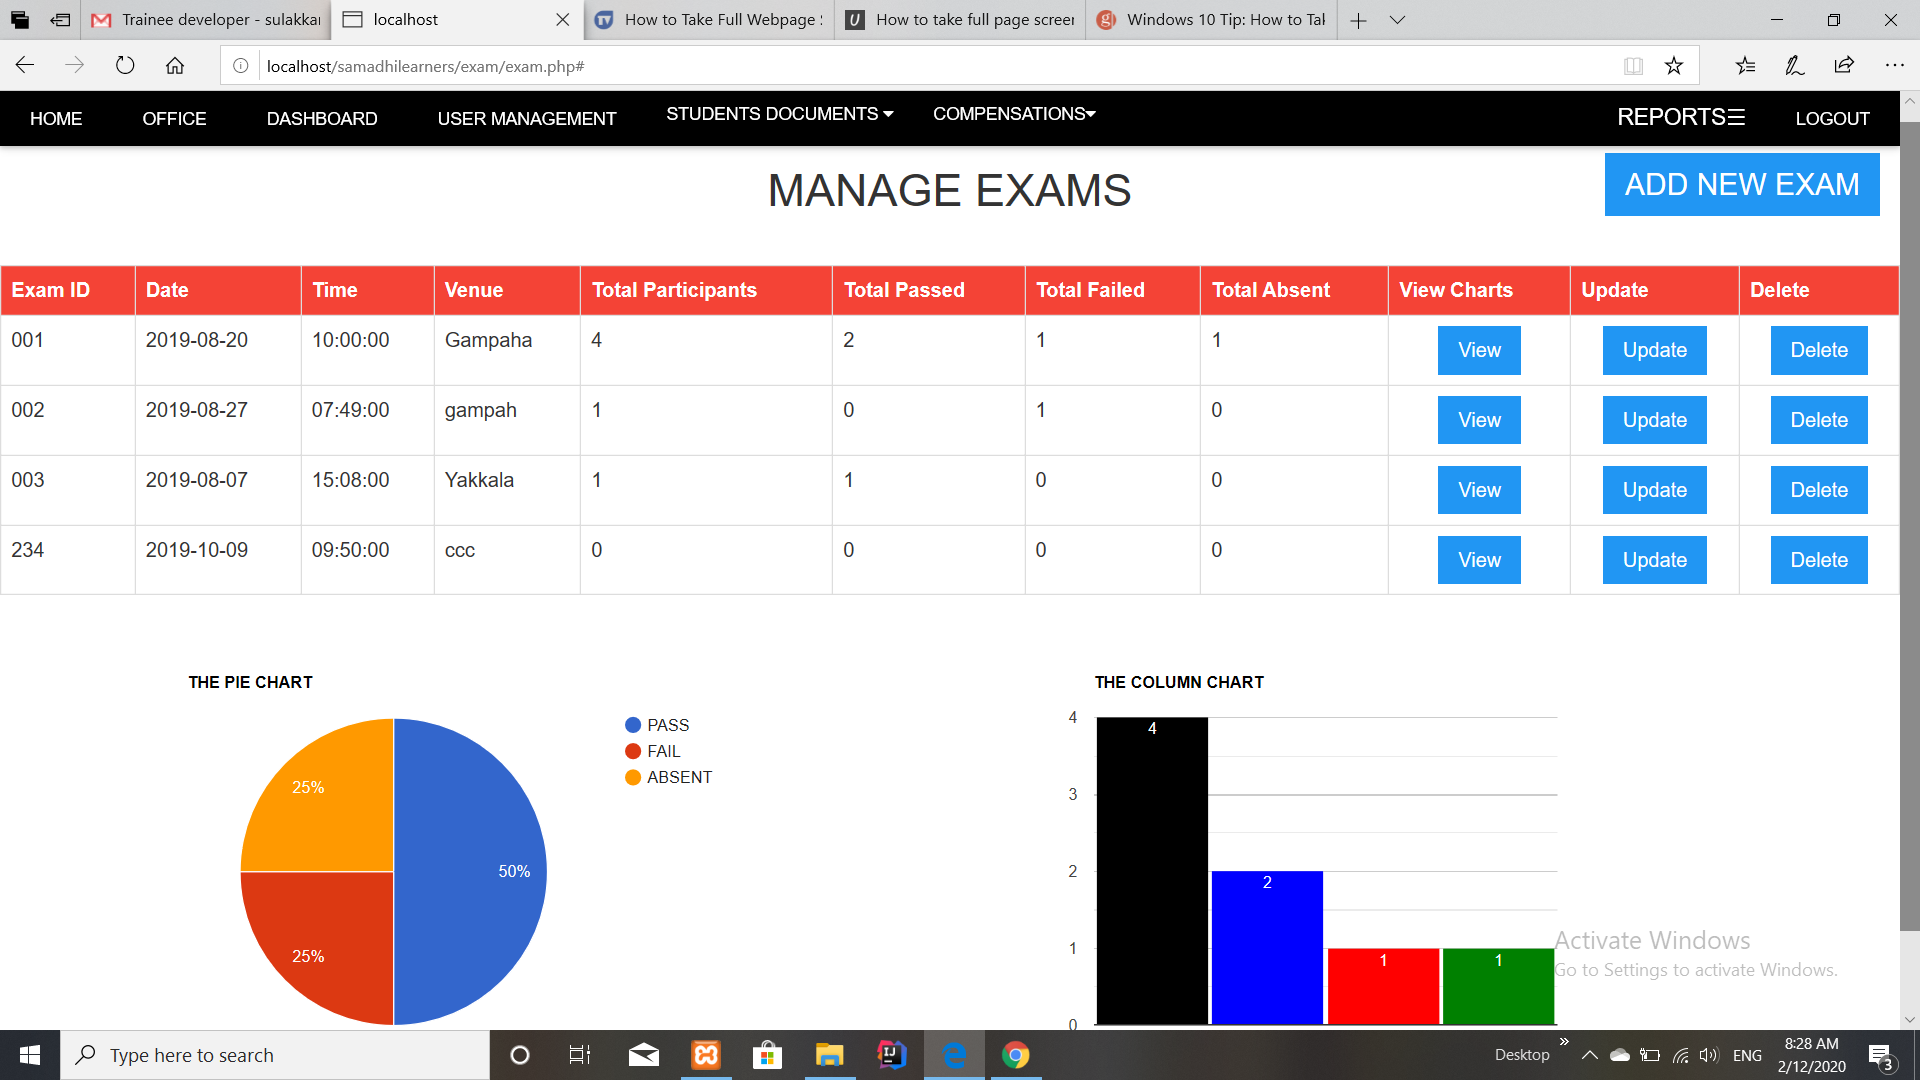 Trainee developer - sulakkar
localhost
How to Take Full Webpage S
How to take full page screen
Windows 10 Tip: How to Tak
localhost/samadhilearners/exam/exam.php#
HOME OFFICE DASHBOARD USER MANAGEMENT STUDENTS DOCUMENTS COMPENSATIONS REPORTS LOGOUT
MANAGE EXAMS
ADD NEW EXAM
Exam ID Date Time Venue Total Participants Total Passed Total Failed Total Absent View Charts Update Delete
001 2019-08-20 10:00:00 Gampaha 4 2 1 1 View Update Delete
002 2019-08-27 07:49:00 gampah 1 0 1 0 View Update Delete
003 2019-08-07 15:08:00 Yakkala 1 1 0 0 View Update Delete
234 2019-10-09 09:50:00 ccc 0 0 0 0 View Update Delete
THE PIE CHART
PASS
FAIL
ABSENT
25%
50%
25%
THE COLUMN CHART
4
3
2
1
0
4
2
1
1
Activate Windows
Go to Settings to activate Windows.
Type here to search
Desktop
ENG
8:28 AM
2/12/2020
3